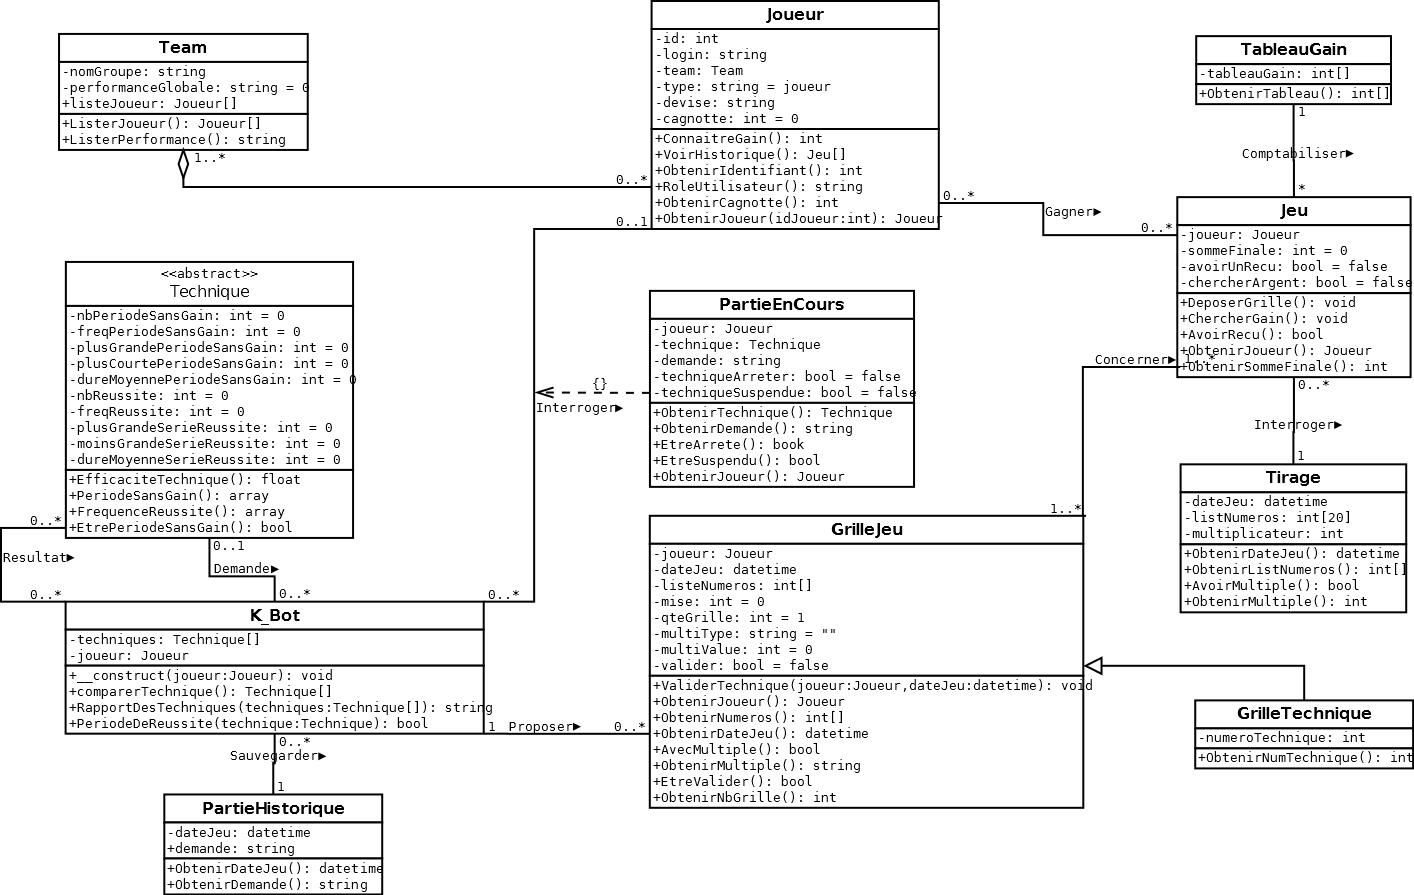 Team
-nomGroupe: string
-performanceGlobale: string = 0
+listeJoueur: Joueur[]
+ListerJoueur(): Joueur[]
+ListerPerformance(): string
1..*
0..*
Joueur
-id: int
-login: string
-team: Team
-type: string = joueur
-devise: string
-cagnotte: int = 0
+ConnaitreGain(): int
+VoirHistorique(): Jeu[]
+ObtenirIdentifiant(): int
+RoleUtilisateur(): string
+ObtenirCagnotte(): int
+ObtenirJoueur(idJoueur:int): Joueur
0..1
0..*
Gagner
0..*
TableauGain
-tableauGain: int[]
+ObtenirTableau(): int[]
1
Comptabiliser
*
Jeu
-joueur: Joueur
-sommeFinale: int = 0
-avoirUnRecu: bool = false
-chercherArgent: bool = false
+DeposerGrille(): void
+ChercherGain(): void
+AvoirRecu(): bool
+ObtenirJoueur(): Joueur
+ObtenirSommeFinale(): int
Concerner
1..*
0..*
Interroger
1
Tirage
-dateJeu: datetime
-listNumeros: int[20]
-multiplicateur: int
+ObtenirDateJeu(): datetime
+ObtenirListNumeros(): int[]
+AvoirMultiple(): bool
+ObtenirMultiple(): int
<<abstract>>
Technique
-nbPeriodeSansGain: int = 0
-freqPeriodeSansGain: int = 0
-plusGrandePeriodeSansGain: int = 0
-plusCourtePeriodeSansGain: int = 0
-dureMoyennePeriodeSansGain: int = 0
-nbReussite: int = 0
-freqReussite: int = 0
-plusGrandeSerieReussite: int = 0
-moinsGrandeSerieReussite: int = 0
-dureMoyenneSerieReussite: int = 0
+EfficaciteTechnique(): float
+PeriodeSansGain(): array
+FrequenceReussite(): array
+EtrePeriodeSansGain(): bool
0..*
Resultat
0..*
0..1
Demande
0..*
PartieEnCours
-joueur: Joueur
-technique: Technique
-demande: string
-techniqueArreter: bool = false
-techniqueSuspendue: bool = false
+ObtenirTechnique(): Technique
+ObtenirDemande(): string
+EtreArrete(): book
+EtreSuspendu(): bool
+ObtenirJoueur(): Joueur
{}
Interroger
0..*
K_Bot
-techniques: Technique[]
-joueur: Joueur
+__construct(joueur:Joueur): void
+comparerTechnique(): Technique[]
+RapportDesTechniques(techniques:Technique[]): string
+PeriodeDeReussite(technique:Technique): bool
1 Proposer
0..*
0..*
Sauvegarder
1
PartieHistorique
-dateJeu: datetime
+demande: string
+ObtenirDateJeu(): datetime
+ObtenirDemande(): string
1..*
GrilleJeu
-joueur: Joueur
-dateJeu: datetime
-listeNumeros: int[]
-mise: int = 0
-qteGrille: int = 1
-multiType: string = ""
-multiValue: int = 0
-valider: bool = false
+ValiderTechnique(joueur:Joueur,dateJeu:datetime): void
+ObtenirJoueur(): Joueur
+ObtenirNumeros(): int[]
+ObtenirDateJeu(): datetime
+AvecMultiple(): bool
+ObtenirMultiple(): string
+EtreValider(): bool
+ObtenirNbGrille(): int
GrilleTechnique
-numeroTechnique: int
+ObtenirNumTechnique(): int